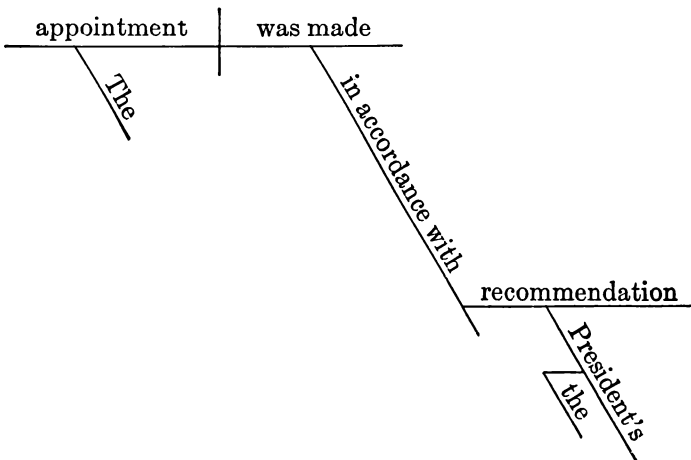 appointment
was made
The
in accordance with
recommendation
President's
the